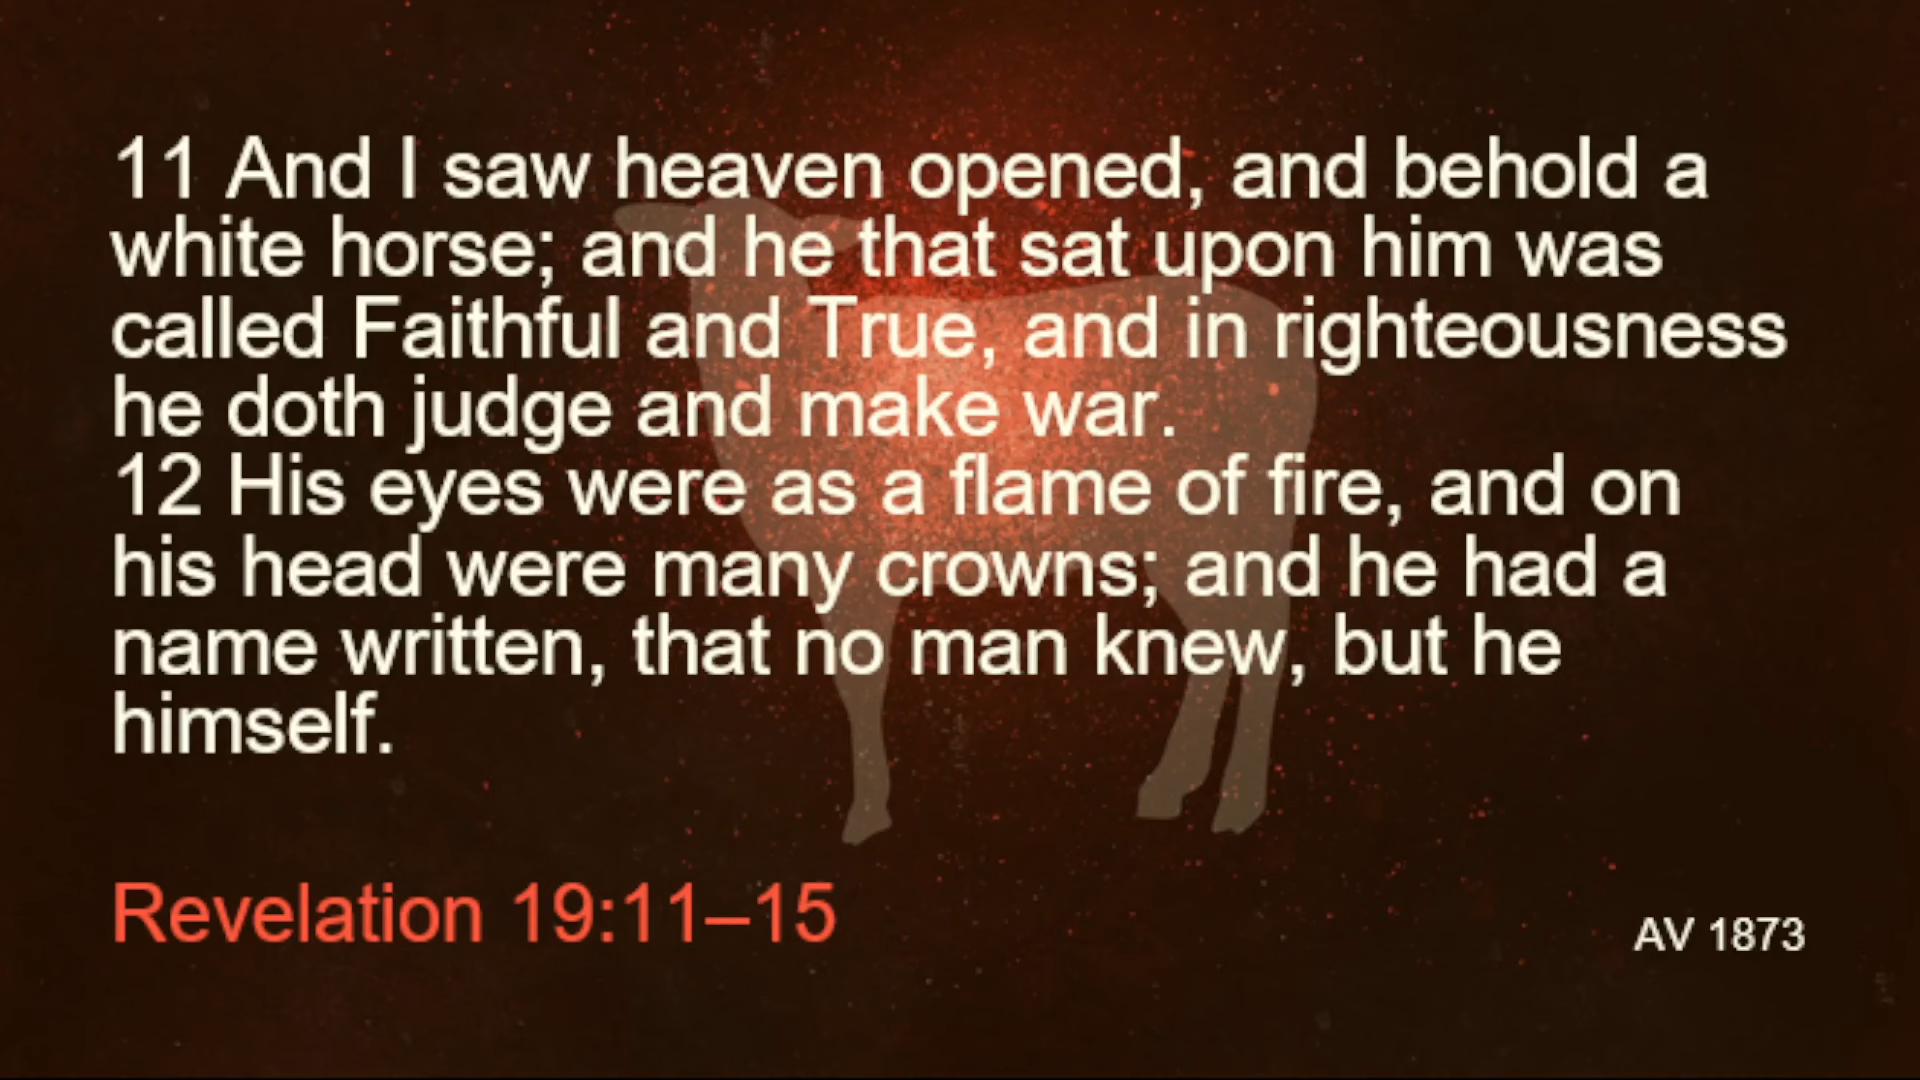 11 And I saw heaven opened, and behold a
white horse; and he that sat upon him was
called Faithful and True, and in righteousness
he doth judge and make war.
12 His eyes were as a flame of fire, and on
his head were many crowns; and he had a
name written, that no man knew, but he
himself.
Revelation 19:11–15
AV 1873